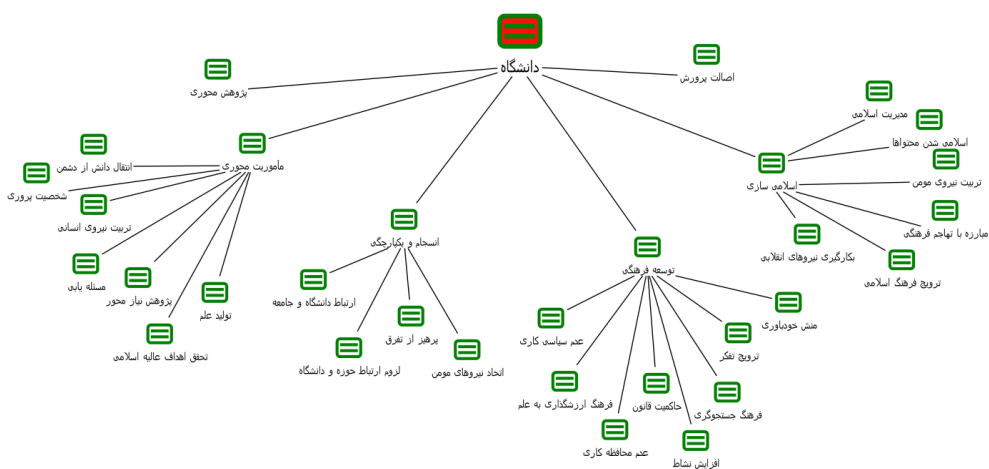 دانشگاه
اصالت پرورش
پژوهش محوری
مدیریت اسلامی
اسلامی شدن محتواها
مأموریت محوری
انتقال دانش از دشمن
اسلامی سازی
تربیت نیروی مومن
شخصیت پروری
تربیت نیروی انسانی
مبارزه با تهاجم فرهنگی
انسجام و یکپارچگی
بکارگیری نیروهای انقلابی
توسعه فرهنگی
ترویج فرهنگ اسلامی
مسئله یابی
پژوهش نیاز محور
ارتباط دانشگاه و جامعه
تولید علم
منش خودباوری
پرهیز از تفرق
عدم سیاسی کاری
تحقق اهداف عالیه اسلامی
ترویج تفکر
لزوم ارتباط حوزه و دانشگاه
اتحاد نیروهای مومن
فرهنگ ارزشگذاری به علم
حاکمیت قانون
فرهنگ جستجوگری
عدم محافظه کاری
افزایش نشاط